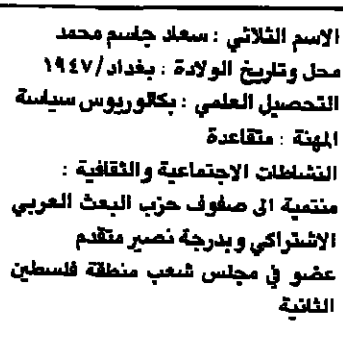 الاسم الثلاثي : سعاد جاسم محمد
محل وتاريخ الولادة : بغداد/١٩٤٧
التحصيل العلمي : بكالوريوس سياسة
المهنة : متقاعدة
النشاطات الاجتماعية والثقافية :
منتمية الى صفوف حزب البعث العربي
الاشتراكي وبدرجة نصير متقدم
عضو في مجلس شعب منطقة فلسطين
الثانية